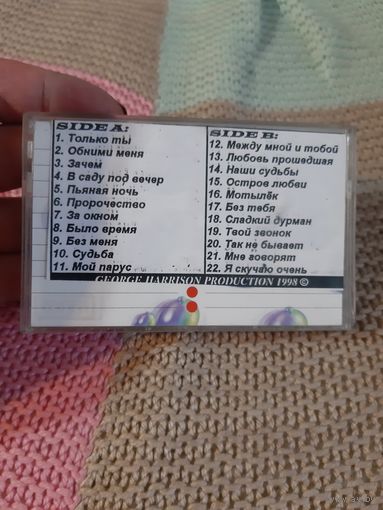 SIDE A:
1. Только ты
2. Обними меня
3. Зачем
4. В саду под вечер
5. Пьяная ночь
6. Пророчество
7. За окном
8. Было время
9. Без меня
10. Судьба
11. Мой парус
SIDE B:
12. Между мной и тобой
13. Любовь прошедшая
14. Наши судьбы
15. Остров любви
16. Мотылёк
17. Без тебя
18. Сладкий дурман
19. Твой звонок
20. Так не бывает
21. Мне говорят
22. Я скучаю очень
GEORGE HARRISON PRODUCTION 1998 ©